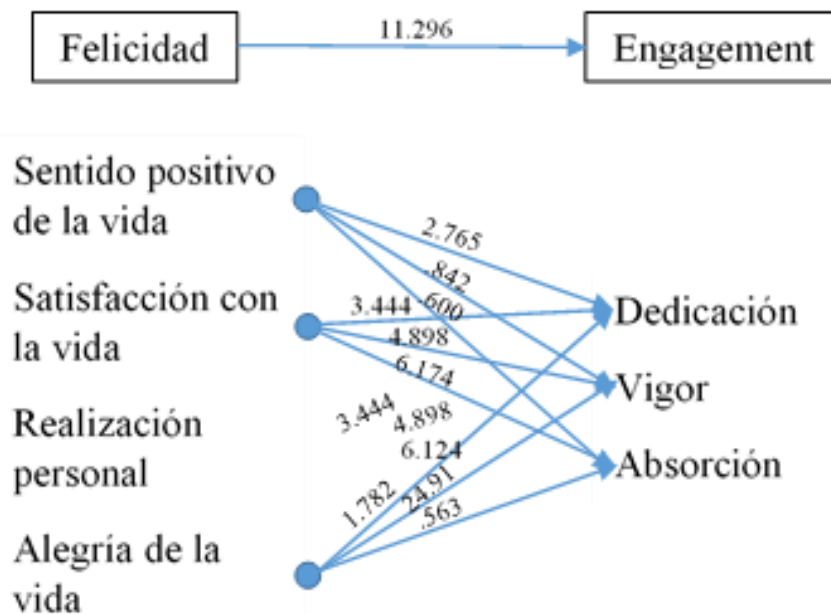 11.296
Felicidad
Engagement
Sentido positivo
de la vida
2.765
.842
.600
Satisfacción con
la vida
3.444
4.898
6.174
Dedicación
Vigor
Absorción
Realización
personal
3.444
4.898
6.124
1.782
24.91
.563
Alegría de la
vida